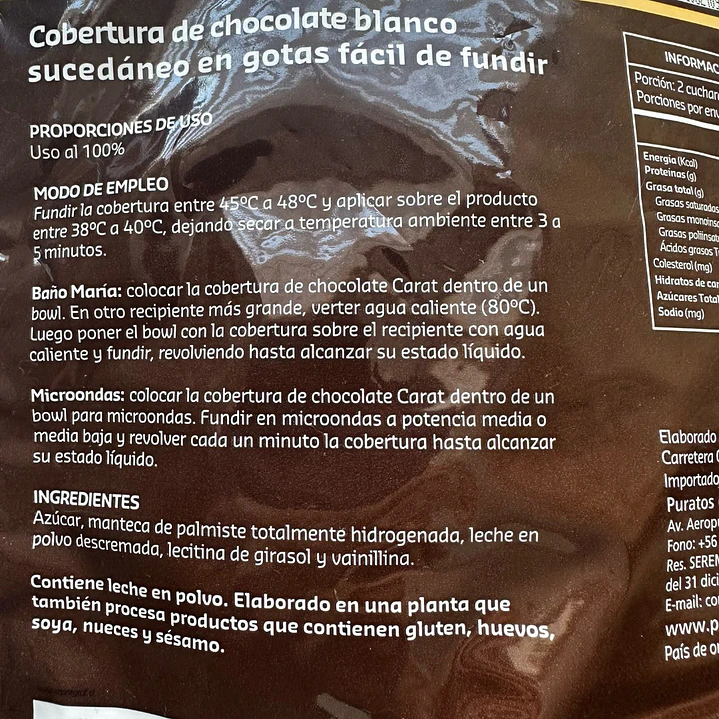 Cobertura de chocolate blanco
sucedáneo en gotas fácil de fundir
PROPORCIONES DE USO
Uso al 100%
MODO DE EMPLEO
Fundir la cobertura entre 45ºC a 48ºC y aplicar sobre el producto
entre 38ºC a 40ºC, dejando secar a temperatura ambiente entre 3 a
5 minutos.
Baño María: colocar la cobertura de chocolate Carat dentro de un
bowl. En otro recipiente más grande, verter agua caliente (80ºC).
Luego poner el bowl con la cobertura sobre el recipiente con agua
caliente y fundir, revolviendo hasta alcanzar su estado líquido.
Microondas: colocar la cobertura de chocolate Carat dentro de un
bowl para microondas. Fundir en microondas a potencia media o
media baja y revolver cada un minuto la cobertura hasta alcanzar
su estado líquido.
INGREDIENTES
Azúcar, manteca de palmiste totalmente hidrogenada, leche en
polvo descremada, lecitina de girasol y vainillina.
Contiene leche en polvo. Elaborado en una planta que
también procesa productos que contienen gluten, huevos,
soya, nueces y sésamo.
INFORMAC
Porción: 2 cuchar
Porciones por env
Energía (Kcal)
Proteínas (g)
Grasa total (g)
Grasas saturadas
Grasas monoins
Grasas poliinsat
Ácidos grasos T
Colesterol (mg)
Hidratos de car
Azúcares Total
Sodio (mg)
Elaborado
Carretera
Importado
Puratos
Av. Aerop
Fono: +56
Res. SEREM
del 31 dici
E-mail: co
www.p
País de o